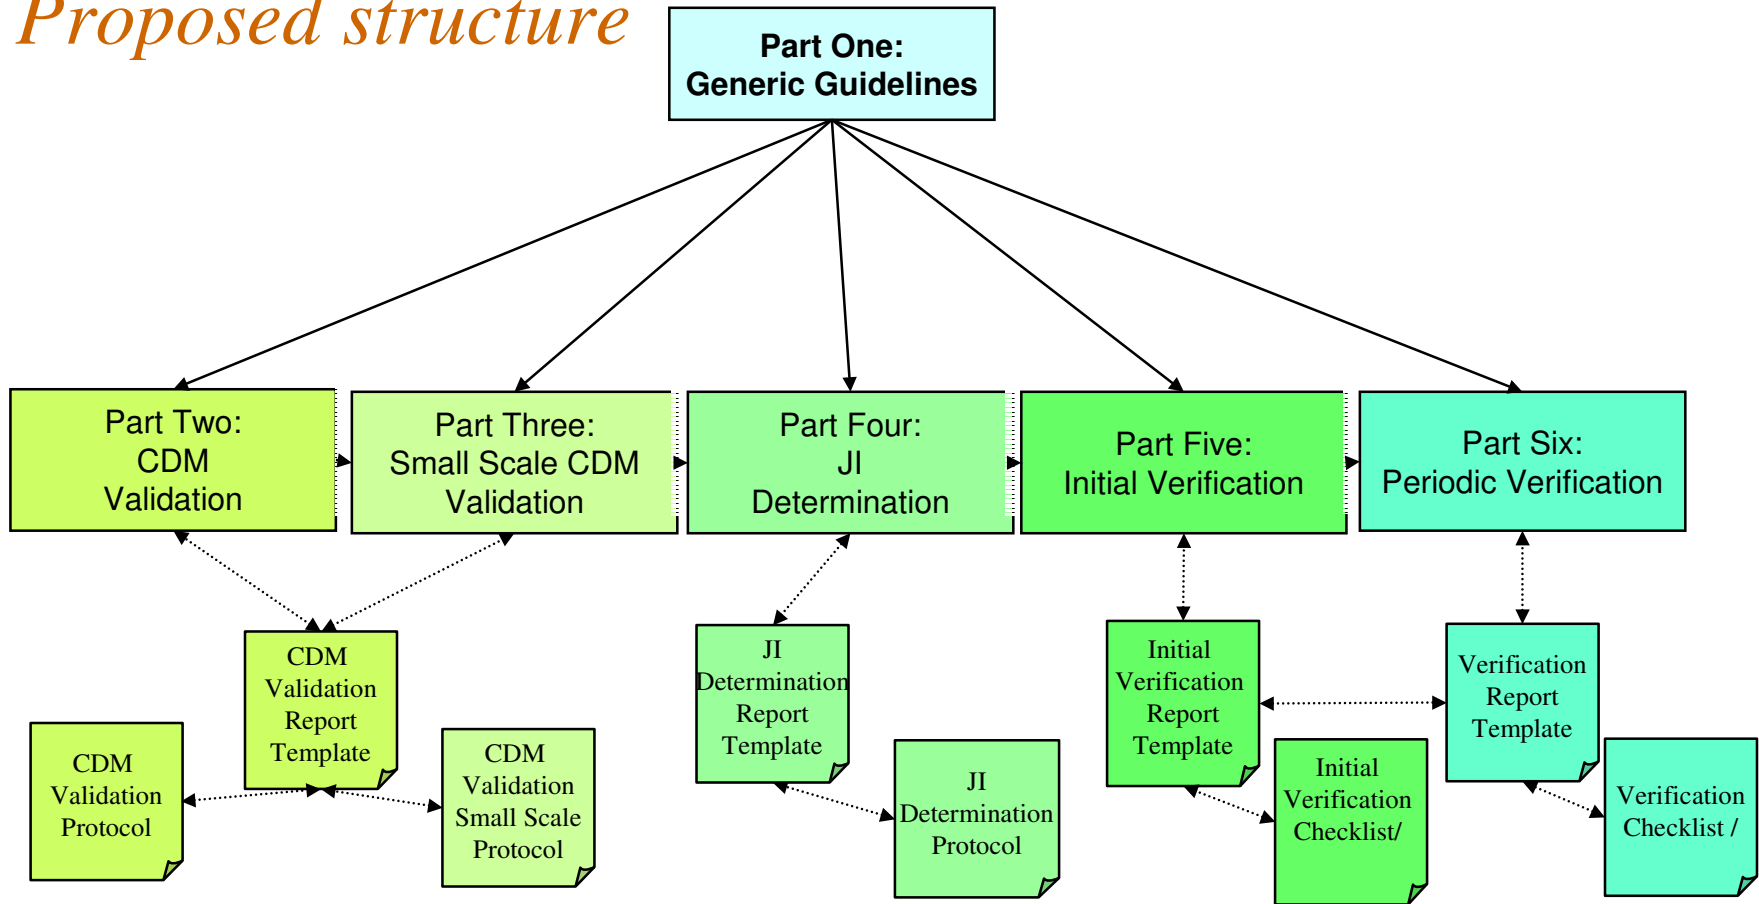 Proposed structure
Part One:
Generic Guidelines
Part Two:
CDM
Validation
Part Three:
Small Scale CDM
Validation
Part Four:
JI
Determination
Part Five:
Initial Verification
Part Six:
Periodic Verification
CDM
Validation
Report
Template
JI
Determination
Report
Template
Initial
Verification
Report
Template
Verification
Report
Template
CDM
Validation
Protocol
CDM
Validation
Small Scale
Protocol
JI
Determination
Protocol
Initial
Verification
Checklist/
Verification
Checklist /